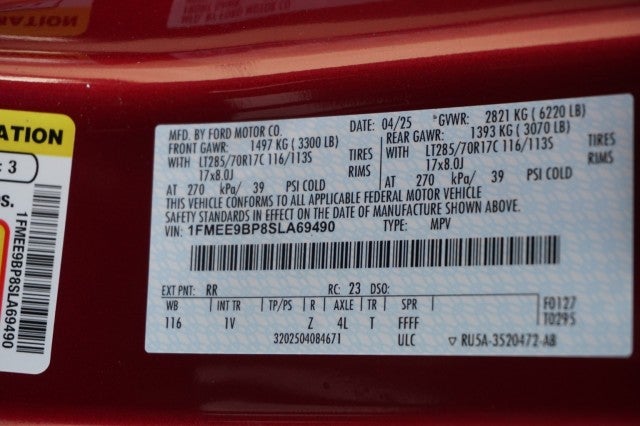 RATION
ATION
: 3
OS.
1FMEE9BP8SLA69490
MFD. BY FORD MOTOR CO.
FRONT GAWR: 1497 KG ( 3300 LB)
WITH LT285/70R17C 116/113S TIRES
17x8.0J RIMS
AT 270 kPa/ 39 PSI COLD
DATE: 04/25 GVWR: 2821 KG ( 6220 LB)
REAR GAWR: 1393 KG ( 3070 LB)
WITH LT285/70R17C 116/113S TIRES
17x8.0J RIMS
AT 270 kPa/ 39 PSI COLD
THIS VEHICLE CONFORMS TO ALL APPLICABLE FEDERAL MOTOR VEHICLE
SAFETY STANDARDS IN EFFECT ON THE DATE OF MANUFACTURE SHOWN ABOVE.
VIN: 1FMEE9BP8SLA69490 TYPE: MPV
EXT PNT: RR RC: 23 DSO:
WB INT TR TP/PS R AXLE TR SPR
116 1V Z 4L T FFFF
F0127
T0295
3202504084671 ULC RU5A-3520472-AB